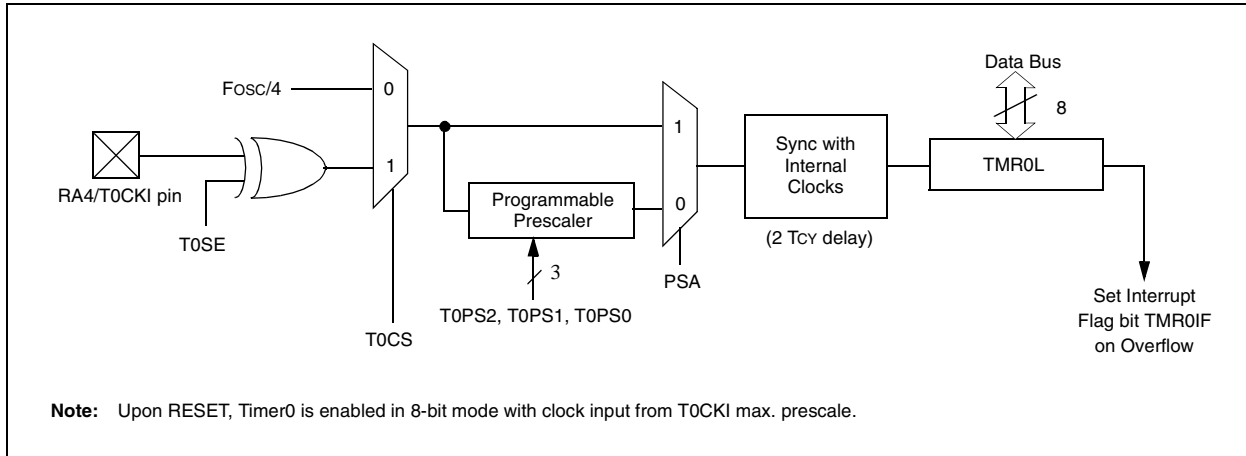 Data Bus
8
FOSC/4
0
1
RA4/T0CKI pin
T0SE
T0CS
Programmable
Prescaler
3
T0PS2, T0PS1, T0PS0
1
0
PSA
Sync with
Internal
Clocks
(2 TCY delay)
TMR0L
Set Interrupt
Flag bit TMR0IF
on Overflow
Note: Upon RESET, Timer0 is enabled in 8-bit mode with clock input from T0CKI max. prescale.